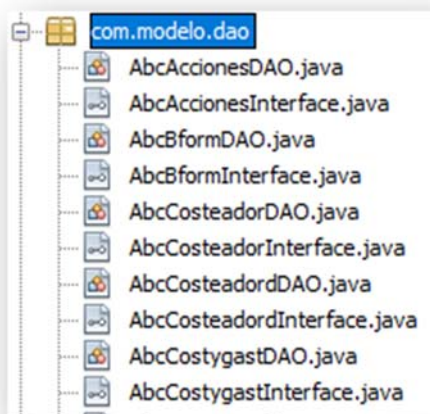 com.modelo.dao
AbcAccionesDAO.java
AbcAccionesInterface.java
AbcBformDAO.java
AbcBformInterface.java
AbcCosteadorDAO.java
AbcCosteadorInterface.java
AbcCosteadordDAO.java
AbcCosteadordInterface.java
AbcCostygastDAO.java
AbcCostygastInterface.java